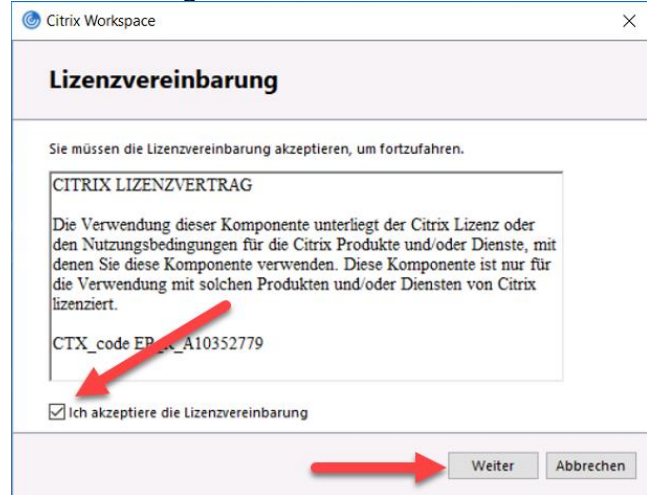 Citrix Workspace
Lizenzvereinbarung
Sie müssen die Lizenzvereinbarung akzeptieren, um fortzufahren.
CITRIX LIZENZVERTRAG
Die Verwendung dieser Komponente unterliegt der Citrix Lizenz oder
den Nutzungsbedingungen für die Citrix Produkte und/oder Dienste, mit
denen Sie diese Komponente verwenden. Diese Komponente ist nur für
die Verwendung mit solchen Produkten und/oder Diensten von Citrix
lizenziert.
CTX_code
Ich akzeptiere die Lizenzvereinbarung
Weiter Abbrechen